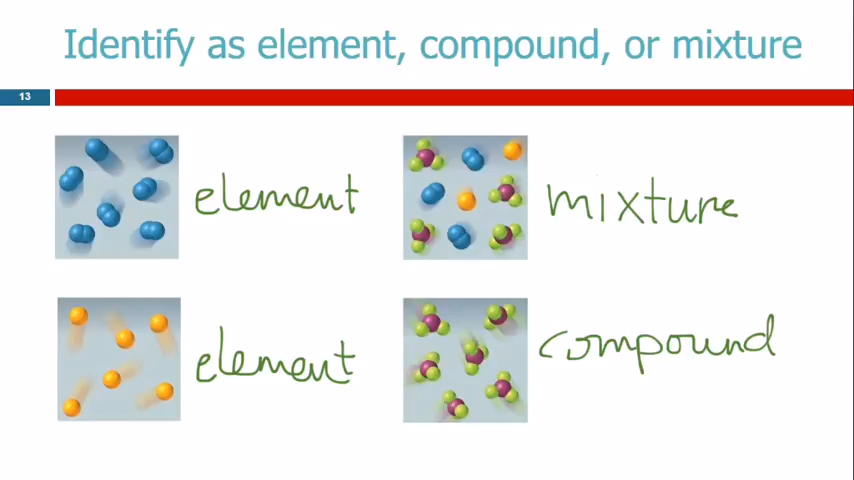 Identify as element, compound, or mixture
13
element
mixture
element
compound